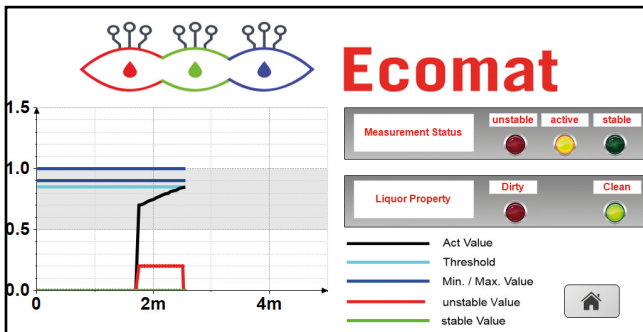 Ecomat
1.5
1.0
0.5
0.0
0
2m
4m
Measurement Status
unstable
active
stable
Liquor Property
Dirty
Clean
Act Value
Threshold
Min. / Max. Value
unstable Value
stable Value